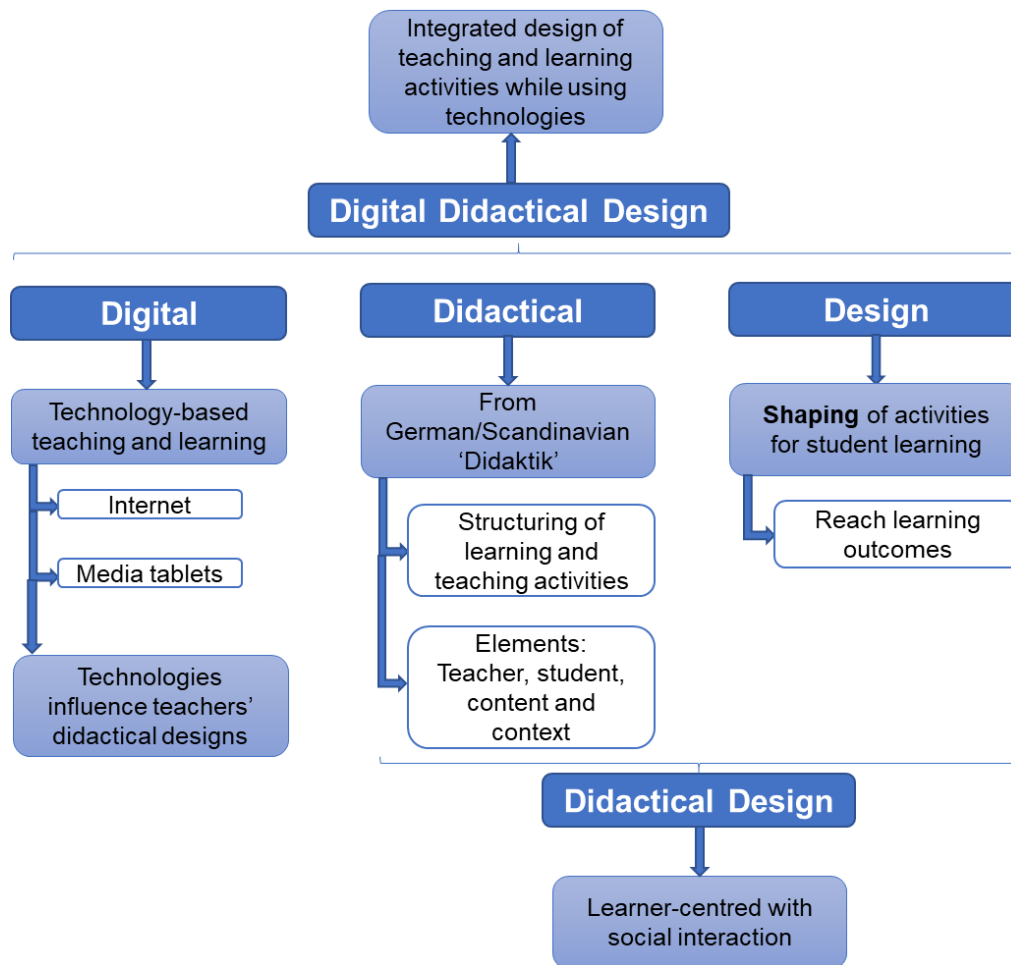 Integrated design of
teaching and learning
activities while using
technologies
Digital Didactical Design
Digital
Technology-based
teaching and learning
Internet
Media tablets
Technologies
influence teachers’
didactical designs
Didactical
From
German/Scandinavian
‘Didaktik’
Structuring of
learning and
teaching activities
Elements:
Teacher, student,
content and
context
Design
Shaping of activities
for student learning
Reach learning
outcomes
Didactical Design
Learner-centred with
social interaction